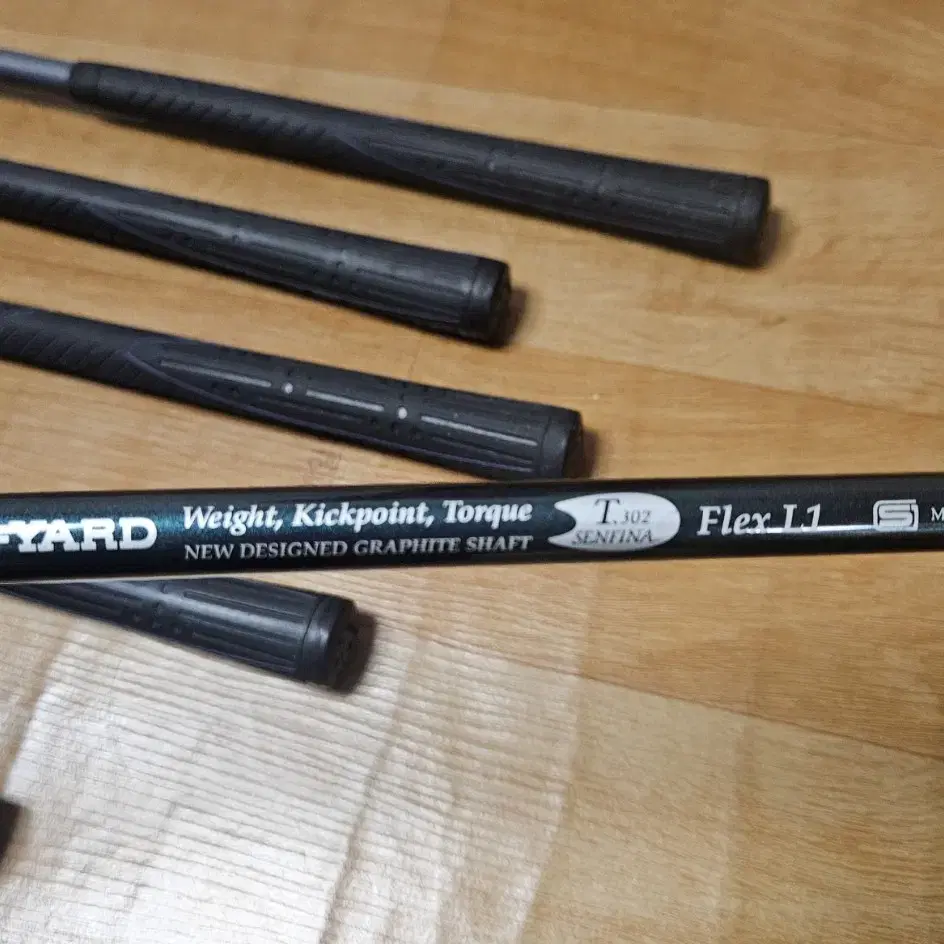 -YARD
Weight, Kickpoint, Torque
NEW DESIGNED GRAPHITE SHAFT
T.302
SENFINA
Flex L1
S
M